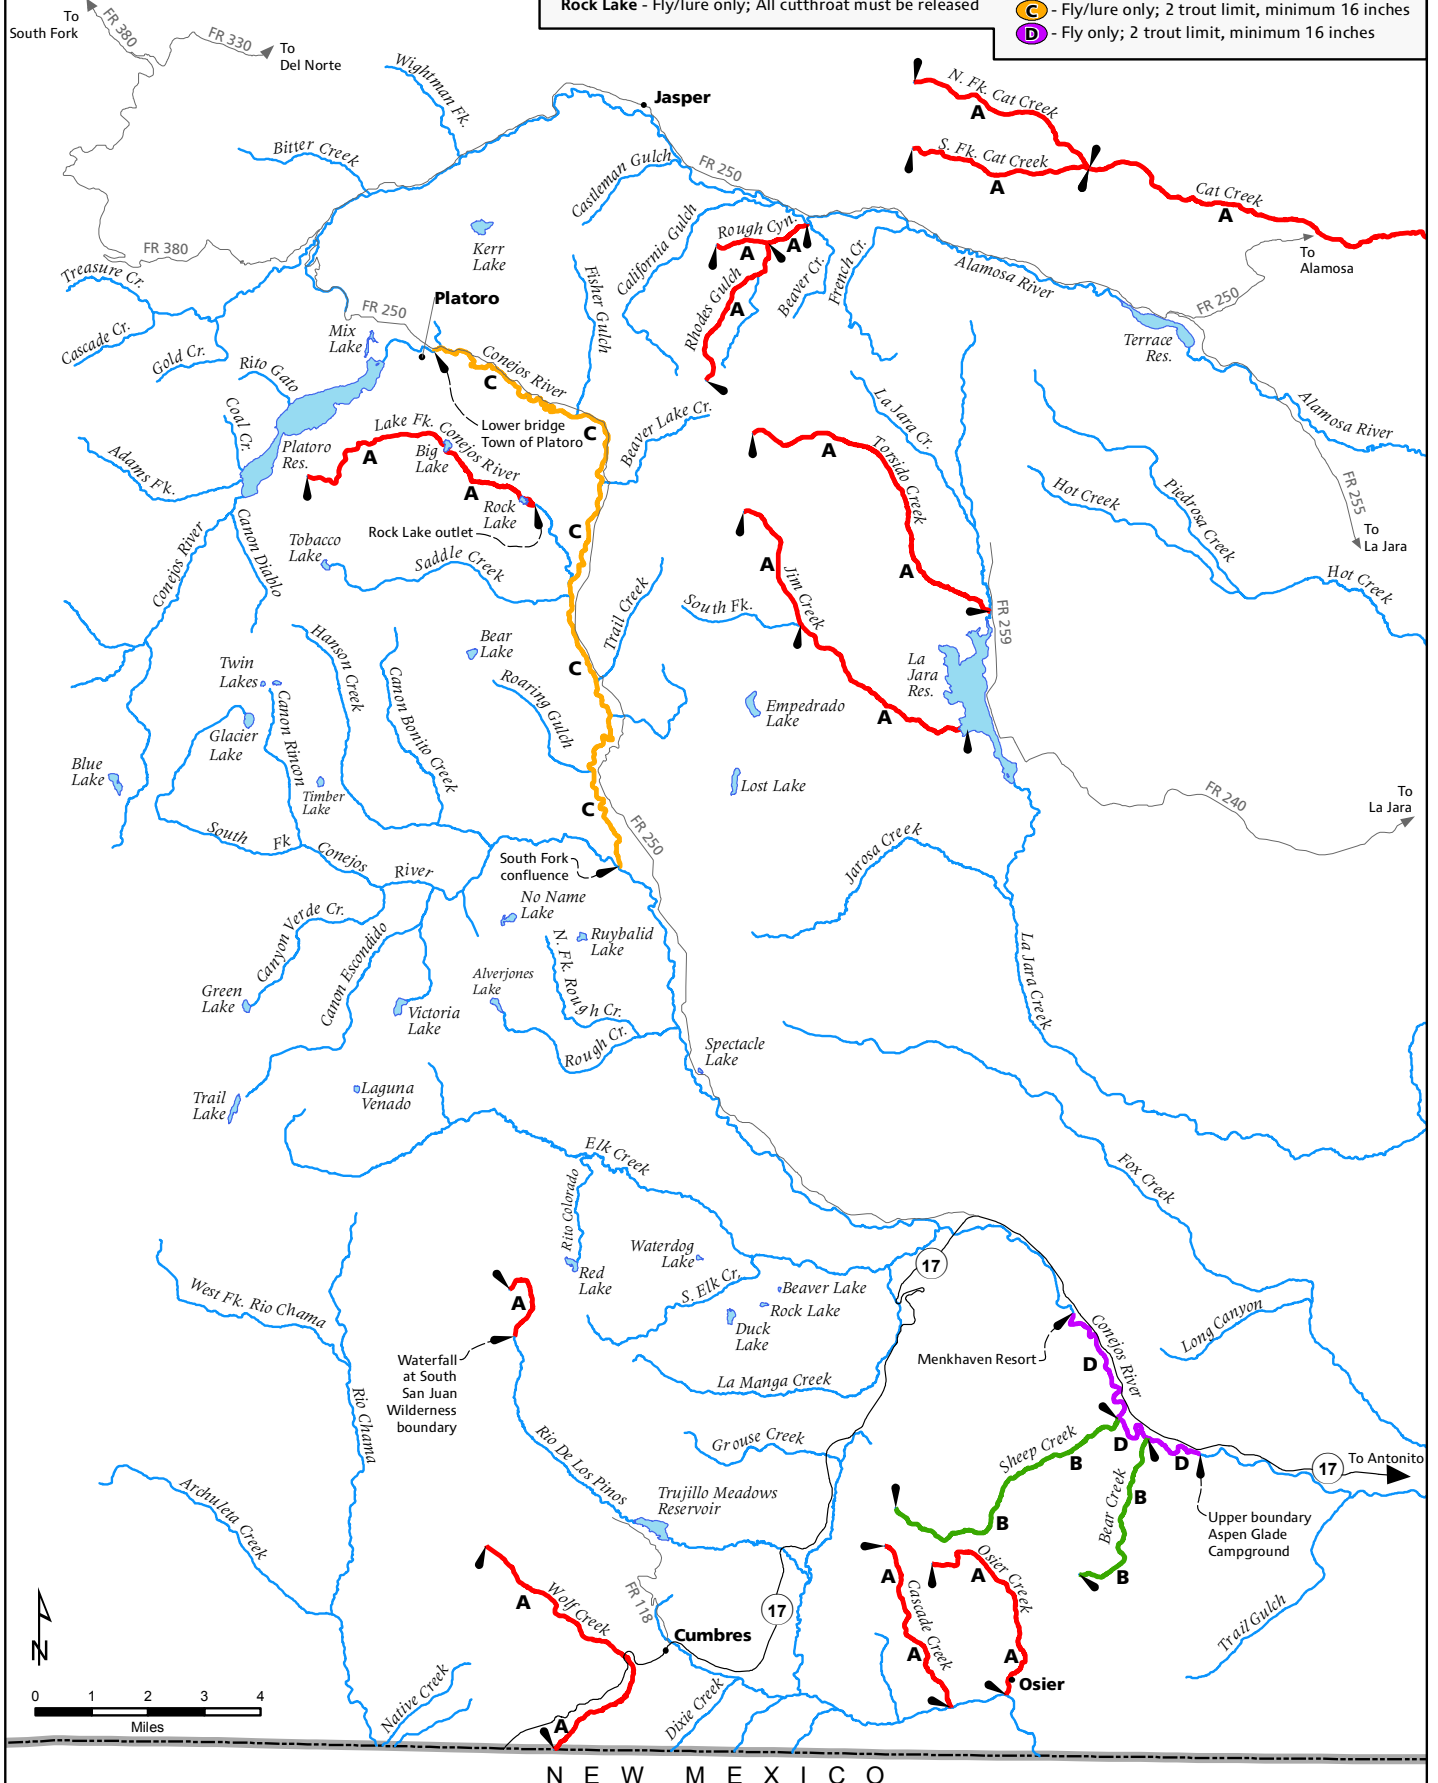 To
South Fork
FR 380
FR 330
To
Del Norte
Rock Lake - Fly/lure only; All cutthroat must be released
C - Fly/lure only; 2 trout limit, minimum 16 inches
D - Fly only; 2 trout limit, minimum 16 inches
Wightman Fk.
Jasper
N. Fk. Cat Creek
A
Bitter Creek
Castleman Gulch
FR 250
S. Fk. Cat Creek
A
Cat Creek
A
FR 380
Kerr
Lake
California Gulch
Rough Cyn.
A
A
Beaver Cr.
French Cr.
Alamosa River
To
Alamosa
FR 250
Treasure Cr.
Cascade Cr.
Gold Cr.
FR 250
Platoro
Mix
Lake
Fisher Gulch
Rhodes Gulch
A
Terrace
Res.
Rito Gato
Conejos River
C
Coal Cr.
Lake Fk. Conejos River
Lower bridge
Town of Platoro
C
Beaver Lake Cr.
La Jara Cr.
Alamosa River
Adams Fk.
Platoro
Res.
A
Big
Lake
A
Rock
Lake
Rock Lake outlet
A
Torsido Creek
A
Hot Creek
Piedrosa Creek
FR 255
To
La Jara
Hot Creek
Conejos River
Canon Diablo
Tobacco
Lake
Saddle Creek
C
A
Jim Creek
South Fk.
Trail Creek
FR 259
Twin
Lakes
Hanson Creek
Bear
Lake
C
La
Jara
Res.
Canon Rincon
Canon Bonito Creek
Roaring Gulch
Empedrado
Lake
A
Glacier
Lake
Blue
Lake
Timber
Lake
C
Lost Lake
FR 240
To
La Jara
South Fk Conejos River
FR 250
South Fork
confluence
Jarosa Creek
No Name
Lake
Canyon Verde Cr.
Canon Escondido
Ruybalid
Lake
N. Fk. Rough Cr.
La Jara Creek
Green
Lake
Alverjones
Lake
Victoria
Lake
Rough Cr.
Spectacle
Lake
Trail
Lake
Laguna
Venado
Elk Creek
Fox Creek
Rito Colorado
Waterdog
Lake
West Fk. Rio Chama
Red
Lake
S. Elk Cr.
Beaver Lake
Rock Lake
Duck
Lake
17
A
Waterfall
at South
San Juan
Wilderness
boundary
La Manga Creek
Menkhaven Resort
Conejos River
D
Long Canyon
Rio Chama
Rio De Los Pinos
Grouse Creek
Sheep Creek
D
B
D
17
To Antonito
Archuleta Creek
Trujillo Meadows
Reservoir
B
Bear Creek
B
Upper boundary
Aspen Glade
Campground
A
Osier Creek
A
B
A
Wolf Creek
FR 118
17
Cascade Creek
A
A
Trail Gulch
N
Cumbres
Osier
0 1 2 3 4
Miles
Native Creek
A
Dixie Creek
NEW MEXICO